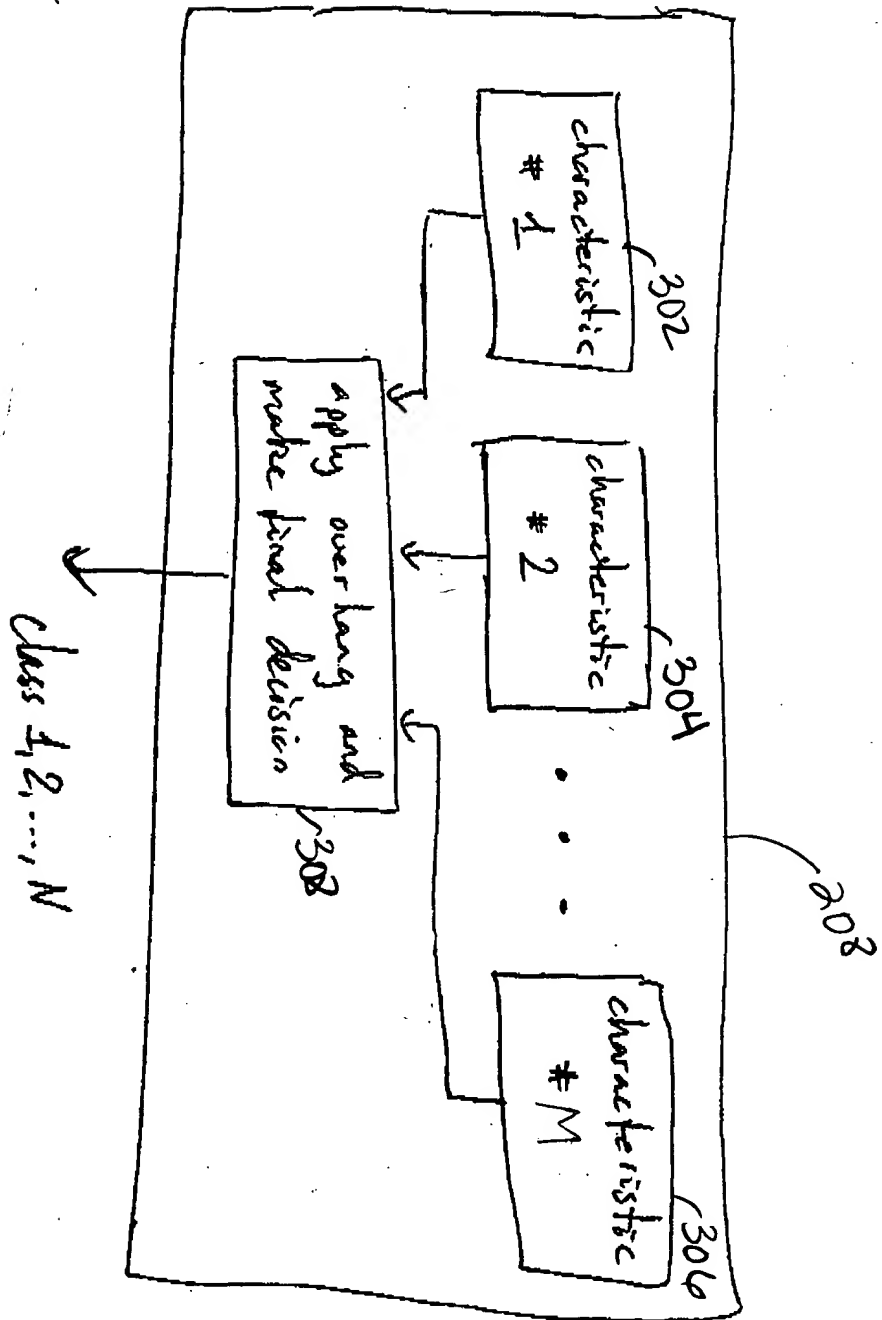 208
302
characteristic
# 1
304
characteristic
# 2
. . .
306
characteristic
# M
apply overhang and
make final decision
308
Class 1, 2, ..., N